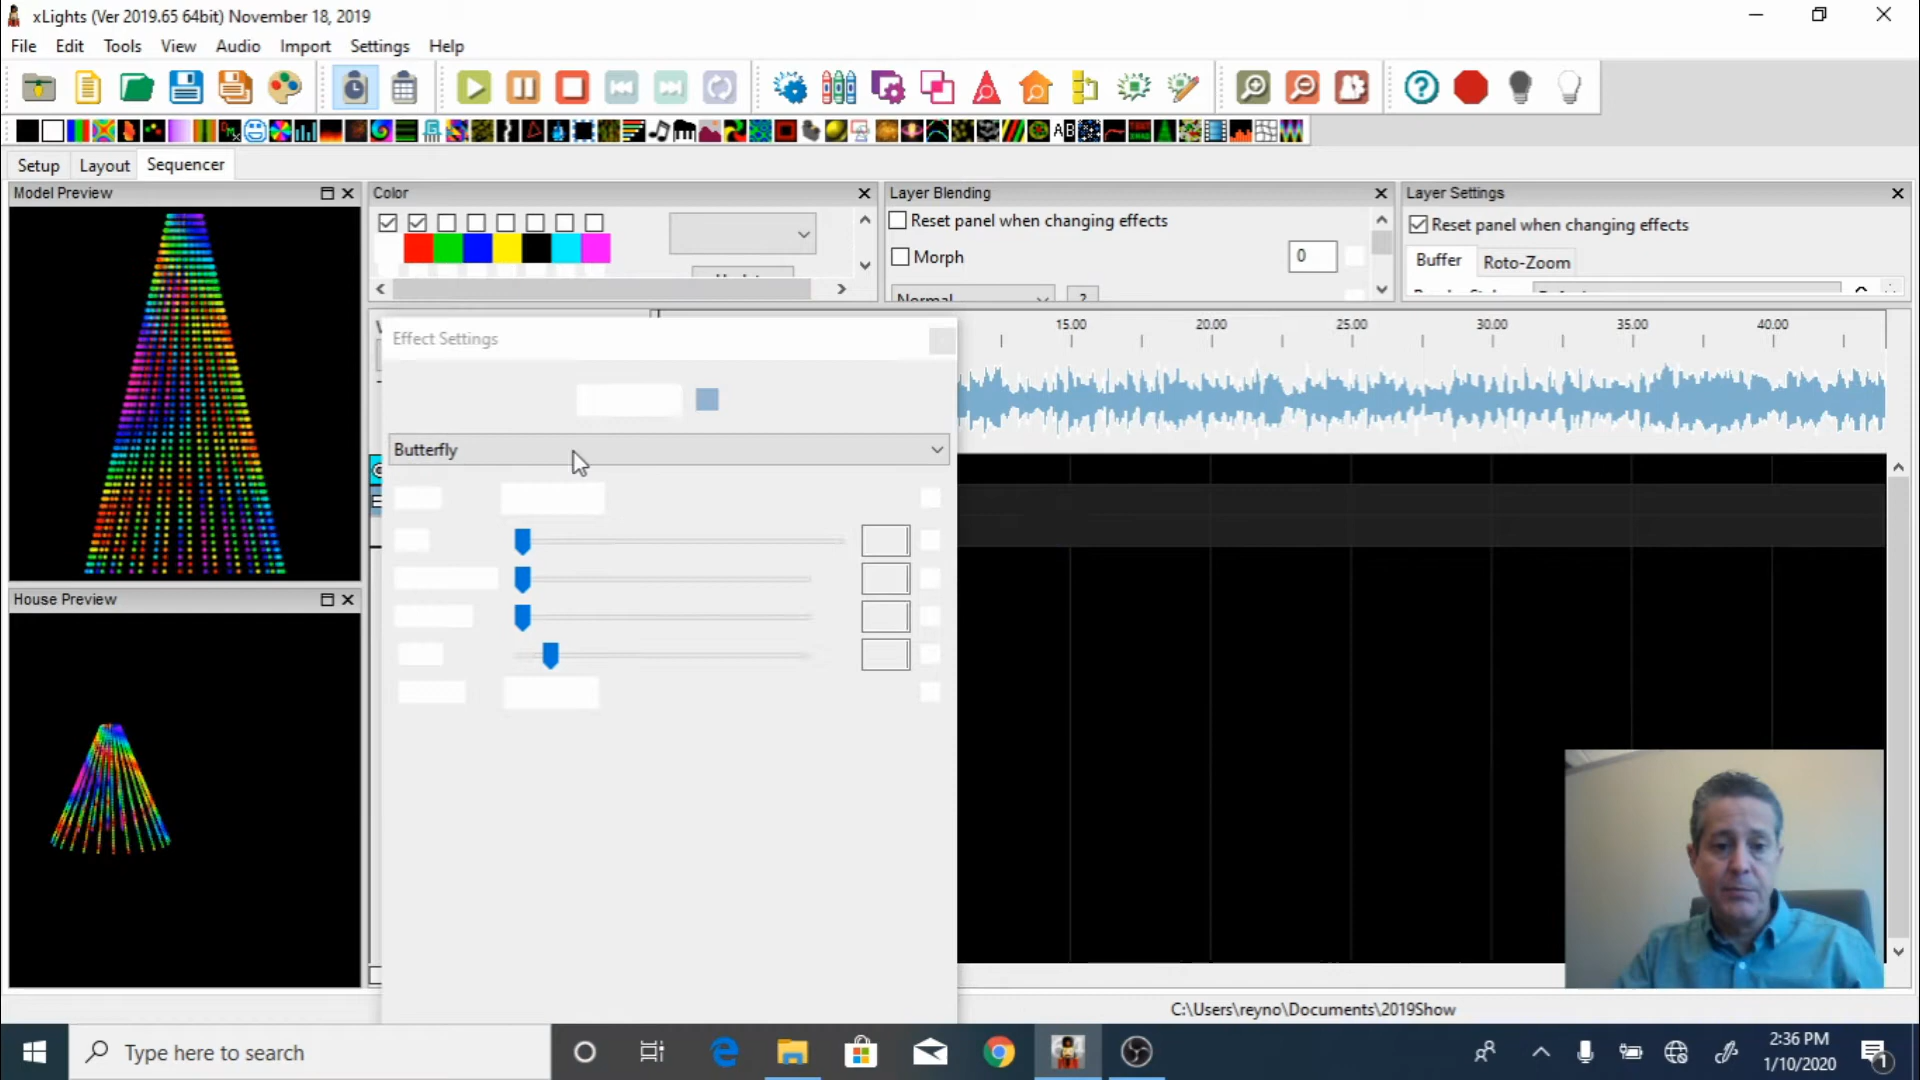 xLights (Ver 2019.65 64bit) November 18, 2019
File Edit Tools View Audio Import Settings Help
Setup Layout Sequencer
Model Preview
Color
Layer Blending
Layer Settings
Reset panel when changing effects
Reset panel when changing effects
Morph
0
Buffer
Roto-Zoom
Normal
?
Effect Settings
15.00 20.00 25.00 30.00 35.00 40.00
Butterfly
House Preview
C:\Users\reyno\Documents\2019Show
Type here to search
2:36 PM
1/10/2020
1